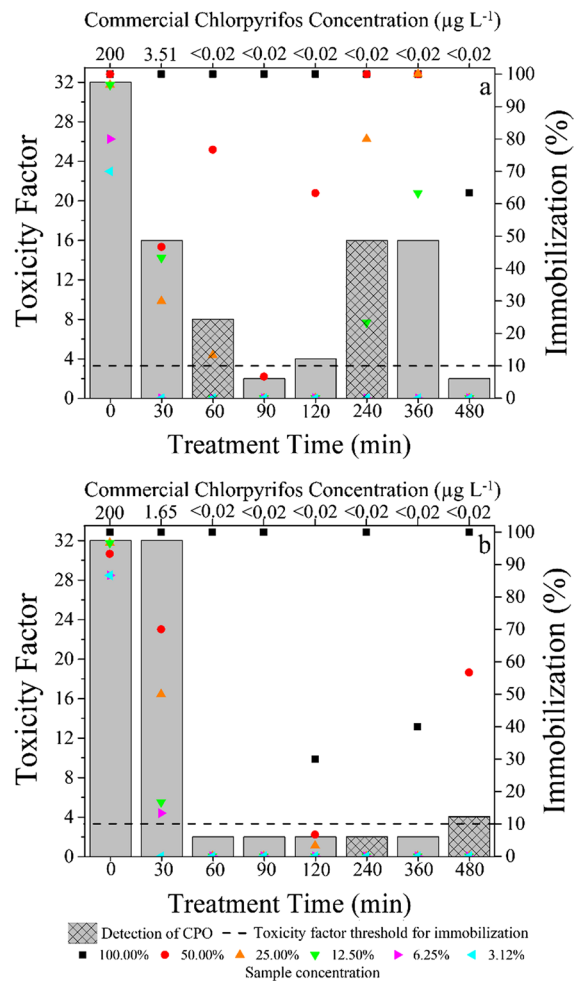 Commercial Chlorpyrifos Concentration (µg L-1)
200 3.51 <0.02 <0.02 <0.02 <0.02 <0.02 <0.02
a
Toxicity Factor
32
28
24
20
16
12
8
4
0
100
90
80
70
60
50
40
30
20
10
0
Immobilization (%)
0 30 60 90 120 240 360 480
Treatment Time (min)
Commercial Chlorpyrifos Concentration (µg L-1)
200 1.65 <0.02 <0.02 <0.02 <0.02 <0.02 <0.02
b
Toxicity Factor
32
28
24
20
16
12
8
4
0
100
90
80
70
60
50
40
30
20
10
0
Immobilization (%)
0 30 60 90 120 240 360 480
Treatment Time (min)
Detection of CPO Toxicity factor threshold for immobilization
100.00% 50.00% 25.00% 12.50% 6.25% 3.12%
Sample concentration